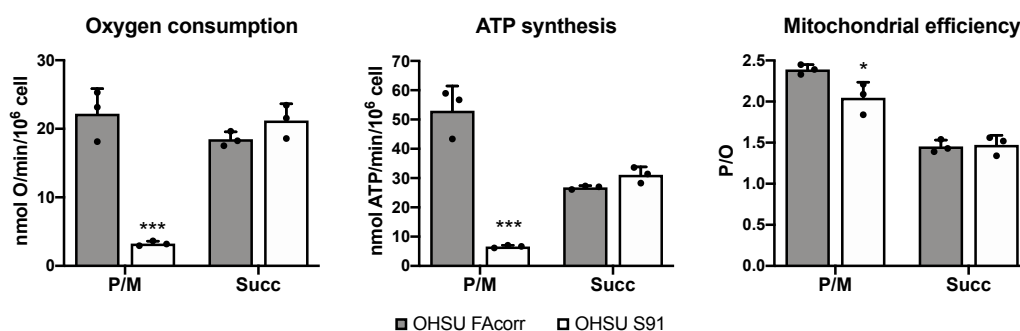 Oxygen consumption
nmol O/min/10⁶ cell
30
20
10
0
***
P/M
Succ
ATP synthesis
nmol ATP/min/10⁶ cell
70
60
50
40
30
20
10
0
***
P/M
Succ
Mitochondrial efficiency
P/O
2.5
2.0
1.5
1.0
0.5
0.0
*
P/M
Succ
OHSU FAcorr
OHSU S91